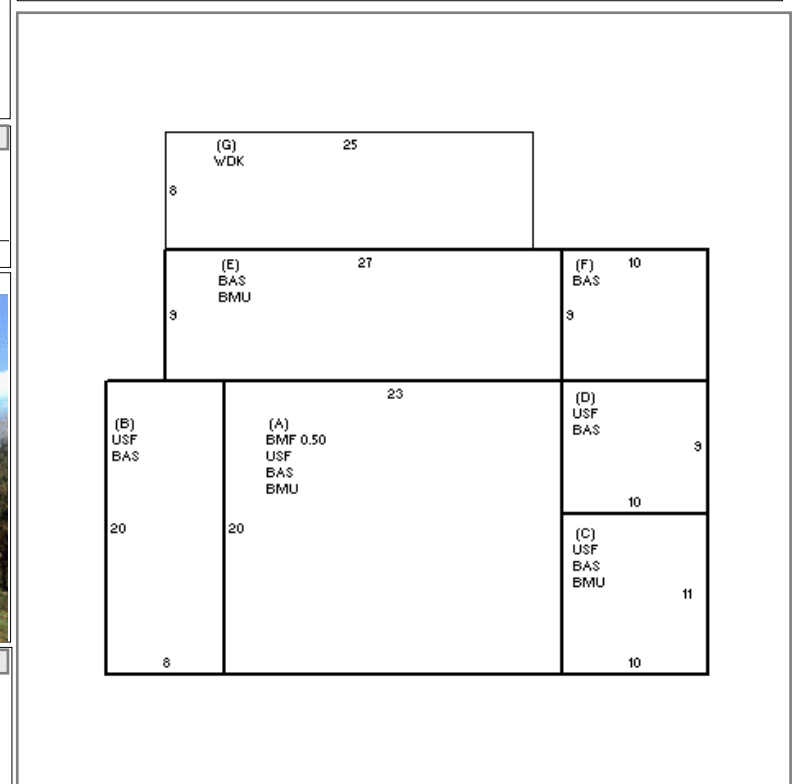 (G) 25
WDK
8
(E) 27
BAS
BMU
9
(F) 10
BAS
9
23
(B)
USF
BAS
20
8
(A)
BMF 0.50
USF
BAS
BMU
20
(D)
USF
BAS
9
10
(C)
USF
BAS
BMU
11
10